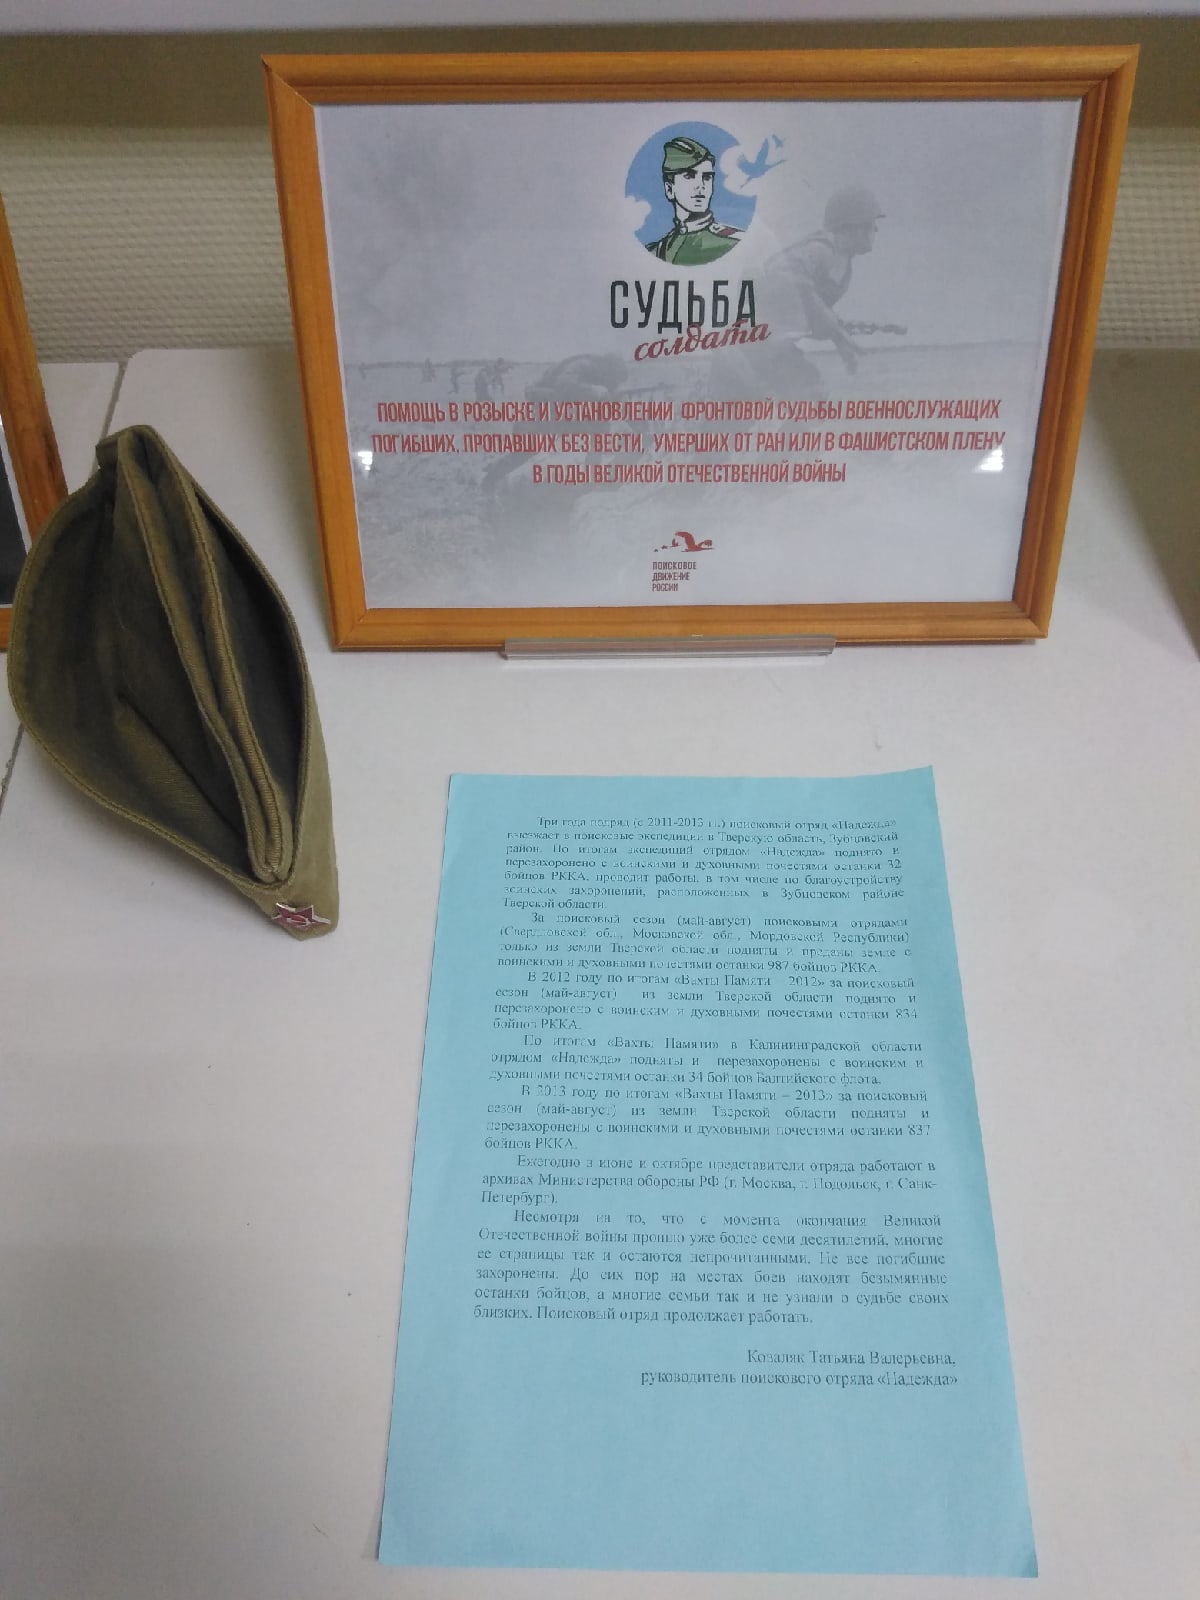 СУДЬБА
солдата
ПОМОЩЬ В РОЗЫСКЕ И УСТАНОВЛЕНИИ ФРОНТОВОЙ СУДЬБЫ ВОЕННОСЛУЖАЩИХ
ПОГИБШИХ, ПРОПАВШИХ БЕЗ ВЕСТИ, УМЕРШИХ ОТ РАН ИЛИ В ФАШИСТСКОМ ПЛЕНУ
В ГОДЫ ВЕЛИКОЙ ОТЕЧЕСТВЕННОЙ ВОЙНЫ
ПОИСКОВОЕ
ДВИЖЕНИЕ
РОССИИ
Три года подряд (с 2011-2013 гг.) поисковый отряд «Надежда»
выезжает в поисковые экспедиции в Тверскую область, Зубцовский
район. По итогам экспедиций отрядом «Надежда» поднято и
перезахоронено с воинскими и духовными почестями останки 32
бойцов РККА, проводит работы, в том числе по благоустройству
воинских захоронений, расположенных в Зубцовском районе
Тверской области.
За поисковый сезон (май-август) поисковыми отрядами
(Свердловской обл., Московской обл., Мордовской Республики)
только из земли Тверской области подняты и преданы земле с
воинскими и духовными почестями останки 987 бойцов РККА.
В 2012 году по итогам «Вахты Памяти – 2012» за поисковый
сезон (май-август) из земли Тверской области поднято и
перезахоронено с воинским и духовными почестями останки 834
бойцов РККА.
По итогам «Вахты Памяти» в Калининградской области
отрядом «Надежда» подняты и перезахоронены с воинским и
духовными почестями останки 34 бойцов Балтийского флота.
В 2013 году по итогам «Вахты Памяти – 2013» за поисковый
сезон (май-август) из земли Тверской области подняты и
перезахоронены с воинскими и духовными почестями останки 837
бойцов РККА.
Ежегодно в июне и октябре представители отряда работают в
архивах Министерства обороны РФ (г. Москва, г. Подольск, г. Санк-
Петербург).
Несмотря на то, что с момента окончания Великой
Отечественной войны прошло уже более семи десятилетий, многие
ее страницы так и остаются непрочитанными. Не все погибшие
захоронены. До сих пор на местах боев находят безымянные
останки бойцов, а многие семьи так и не узнали о судьбе своих
близких. Поисковый отряд продолжает работать.
Коваляк Татьяна Валерьевна,
руководитель поискового отряда «Надежда»